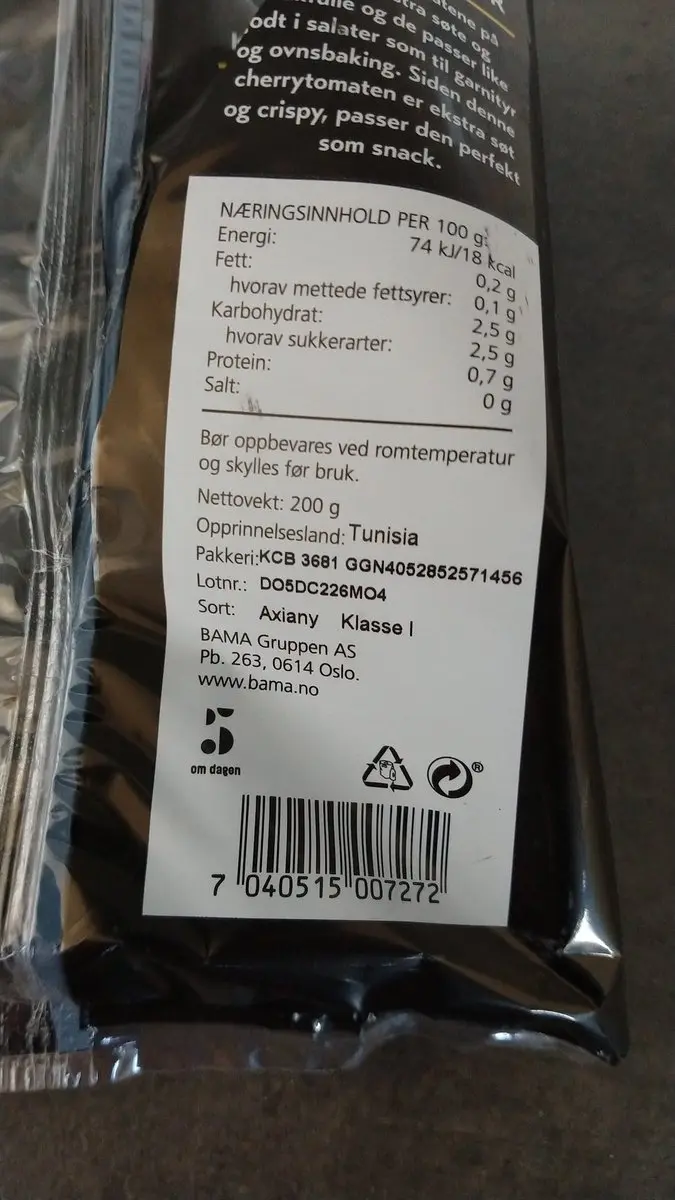 søte og
og de passer like
odt i salater som til garnityr
og ovnsbaking. Siden denne
cherrytomaten er ekstra søt
og crispy, passer den perfekt
som snack.
NÆRINGSINNHOLD PER 100 g:
Energi: 74 kJ/18 kcal
Fett: 0,2 g
hvorav mettede fettsyrer: 0,1 g
Karbohydrat: 2,5 g
hvorav sukkerarter: 2,5 g
Protein: 0,7 g
Salt: 0 g
Bør oppbevares ved romtemperatur
og skylles før bruk.
Nettovekt: 200 g
Opprinnelsesland: Tunisia
Pakkeri: KCB 3681 GGN4052852571456
Lotnr.: DO5DC226MO4
Sort: Axiany Klasse I
BAMA Gruppen AS
Pb. 263, 0614 Oslo.
www.bama.no
5
om dagen
®
7 040515 007272